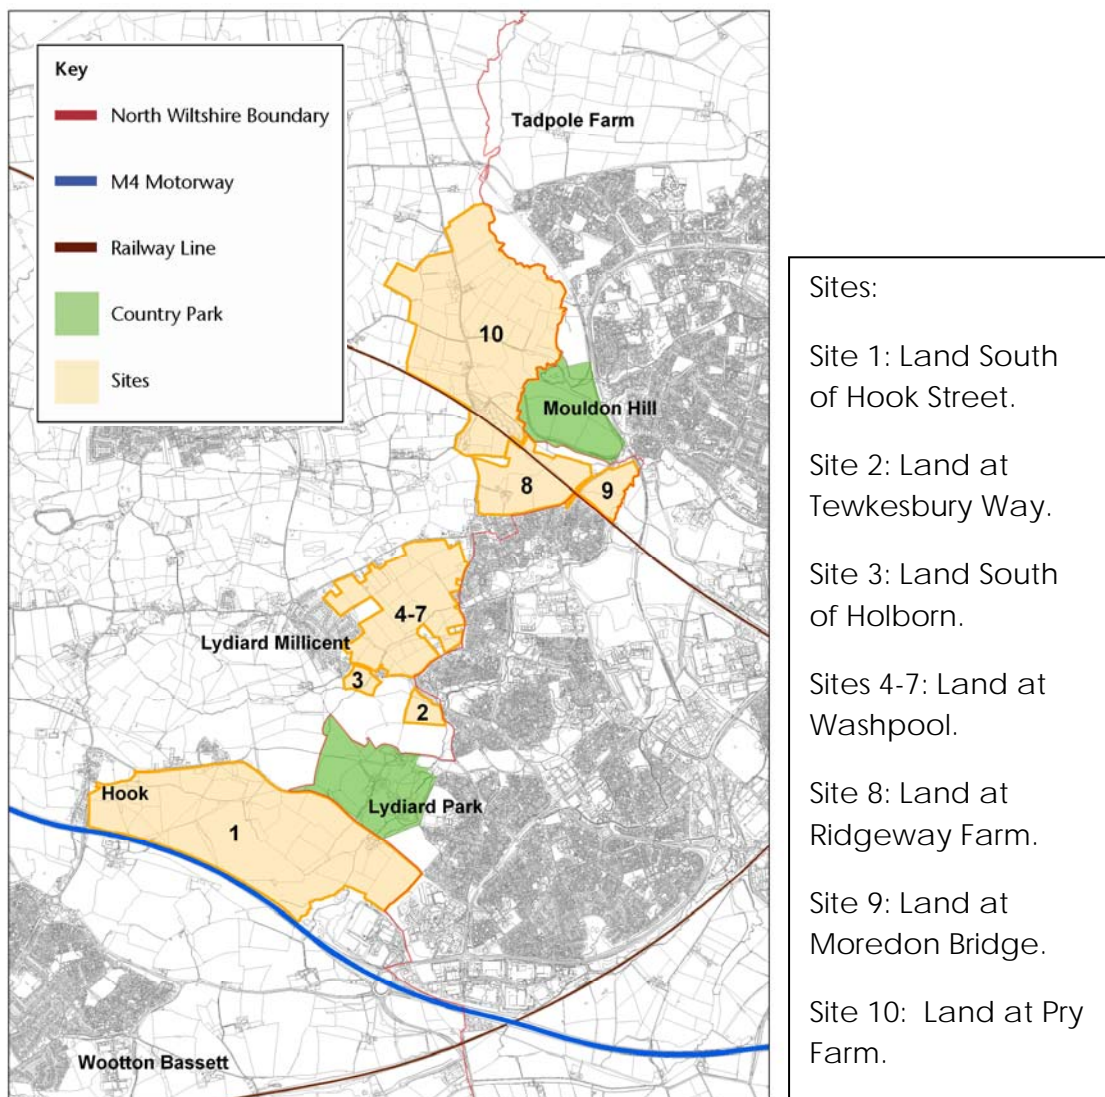 Key
North Wiltshire Boundary
M4 Motorway
Railway Line
Country Park
Sites
Tadpole Farm
10
Mouldon Hill
8
9
4-7
Lydiard Millicent
3
2
Hook
Lydiard Park
1
Wootton Bassett
Sites:
Site 1: Land South
of Hook Street.
Site 2: Land at
Tewkesbury Way.
Site 3: Land South
of Holborn.
Sites 4-7: Land at
Washpool.
Site 8: Land at
Ridgeway Farm.
Site 9: Land at
Moredon Bridge.
Site 10: Land at Pry
Farm.